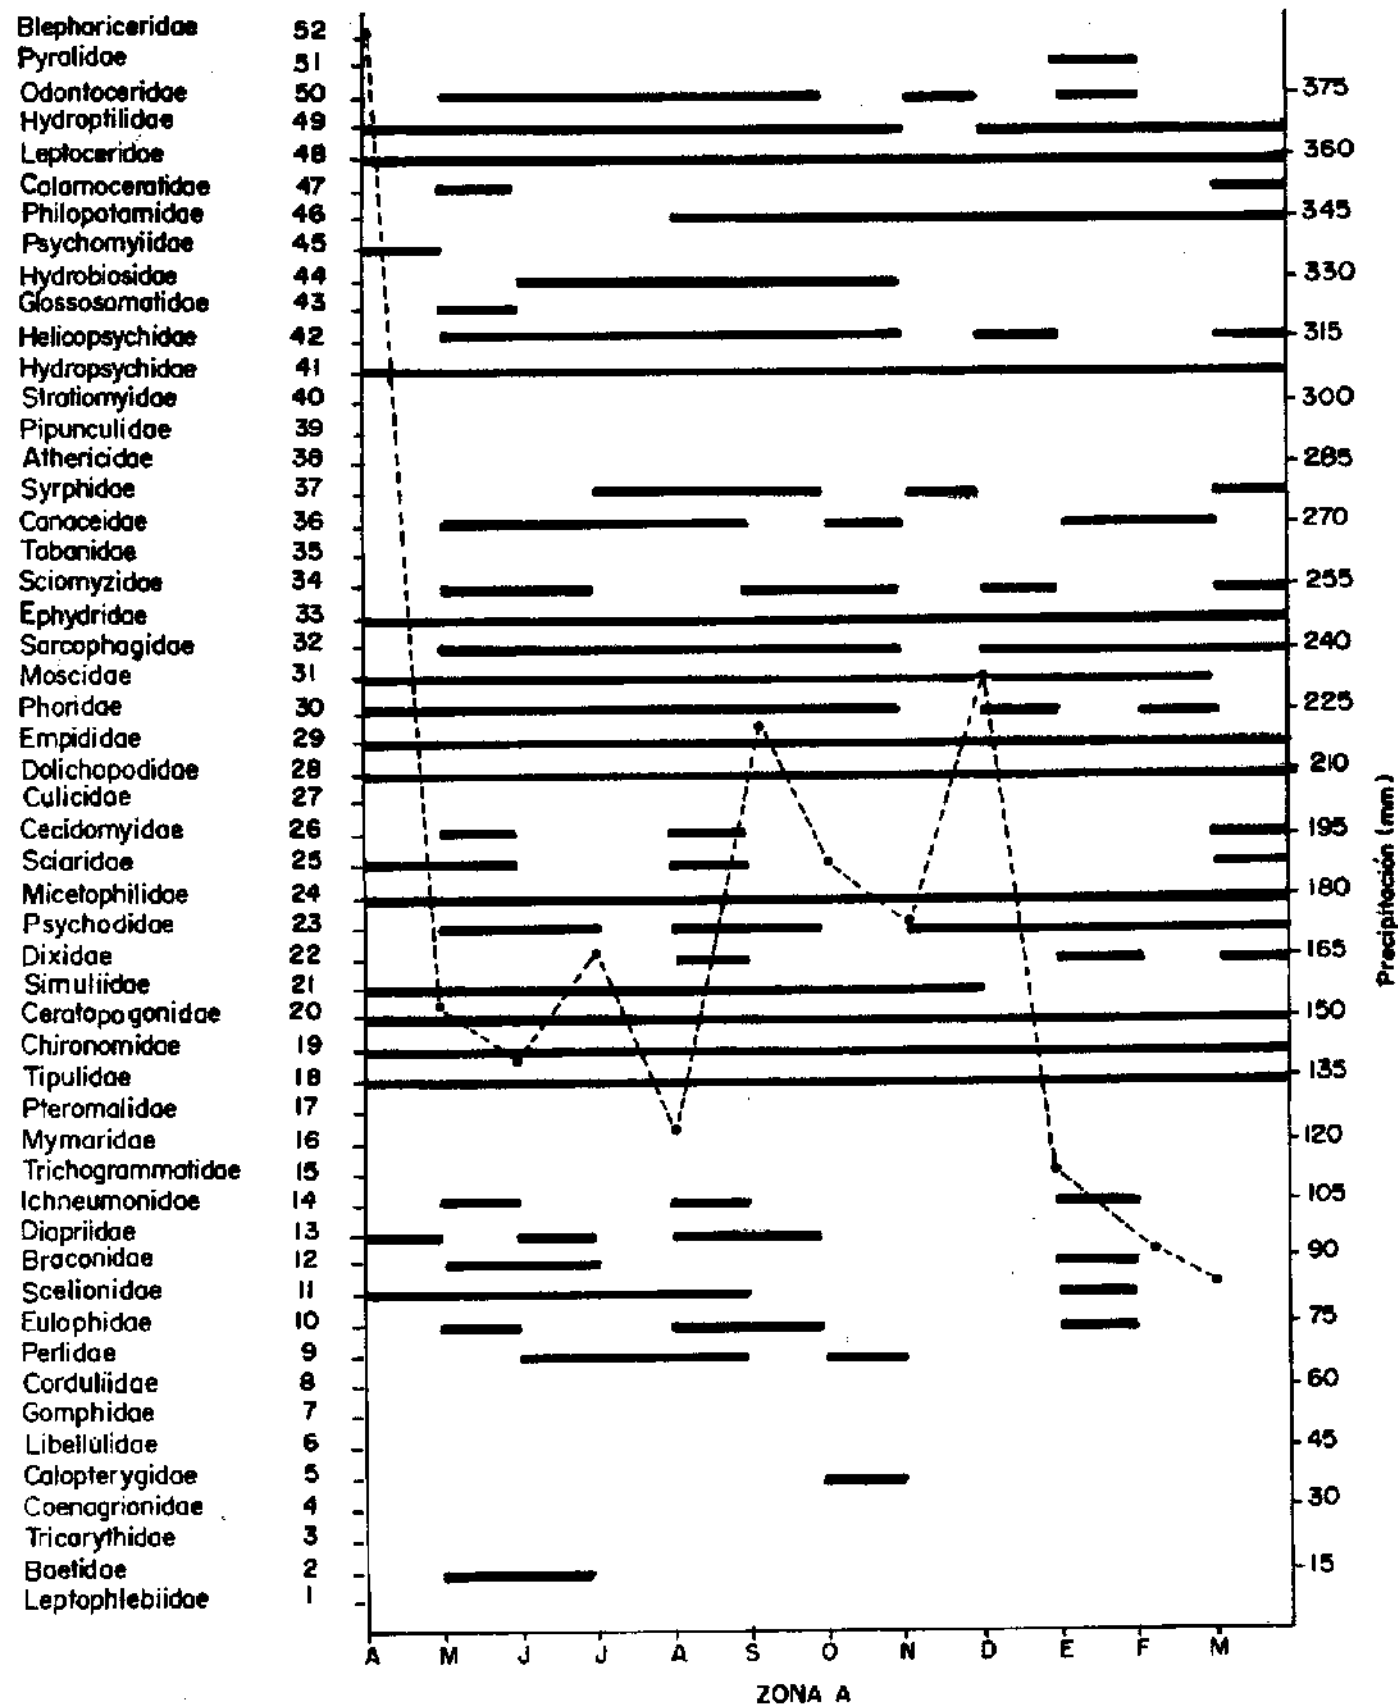 Blephariceridae 52
Pyralidae 51
Odontoceridae 50 375
Hydroptilidae 49
Leptoceridae 48 360
Calamoceratidae 47
Philopotamidae 46 345
Psychomyiidae 45
Hydrobiosidae 44 330
Glossosomatidae 43
Helicopsychidae 42 315
Hydropsychidae 41
Stratiomyidae 40 300
Pipunculidae 39
Athericidae 38 285
Syrphidae 37
Canaceidae 36 270
Tabanidae 35
Sciomyzidae 34 255
Ephydridae 33
Sarcophagidae 32 240
Moscidae 31
Phoridae 30 225
Empididae 29
Dolichopodidae 28 210
Culicidae 27
Cecidomyidae 26 195
Sciaridae 25
Micetophilidae 24 180
Psychodidae 23
Dixidae 22 165
Simuliidae 21
Ceratopogonidae 20 150
Chironomidae 19
Tipulidae 18 135
Pteromalidae 17
Mymaridae 16 120
Trichogrammatidae 15
Ichneumonidae 14 105
Diapriidae 13
Braconidae 12 90
Scelionidae 11
Eulophidae 10 75
Perlidae 9
Corduliidae 8 60
Gomphidae 7
Libellulidae 6 45
Calopterygidae 5
Coenagrionidae 4 30
Tricorythidae 3
Baetidae 2 15
Leptophlebiidae 1
Precipitación (mm)
A M J J A S O N D E F M
ZONA A